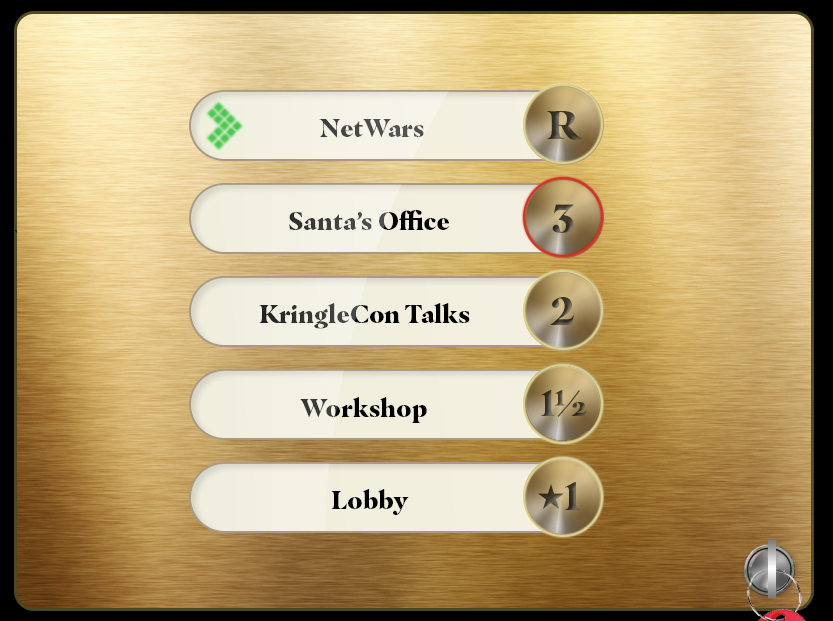 NetWars R
Santa's Office 3
KringleCon Talks 2
Workshop 1½
Lobby ★1